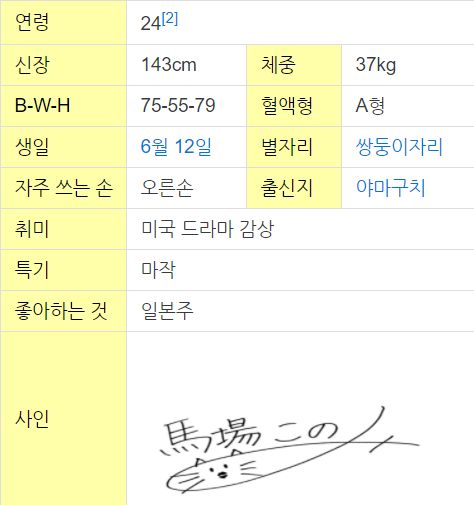 연령 24[2]
신장 143cm 체중 37kg
B-W-H 75-55-79 혈액형 A형
생일 6월 12일 별자리 쌍둥이자리
자주 쓰는 손 오른손 출신지 야마구치
취미 미국 드라마 감상
특기 마작
좋아하는 것 일본주
사인 馬場このみ